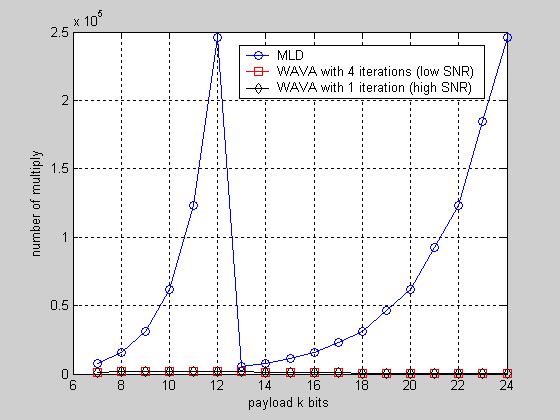 x 10^5
2.5
2
1.5
1
0.5
0
number of multiply
MLD
WAVA with 4 iterations (low SNR)
WAVA with 1 iteration (high SNR)
6 8 10 12 14 16 18 20 22 24
payload k bits